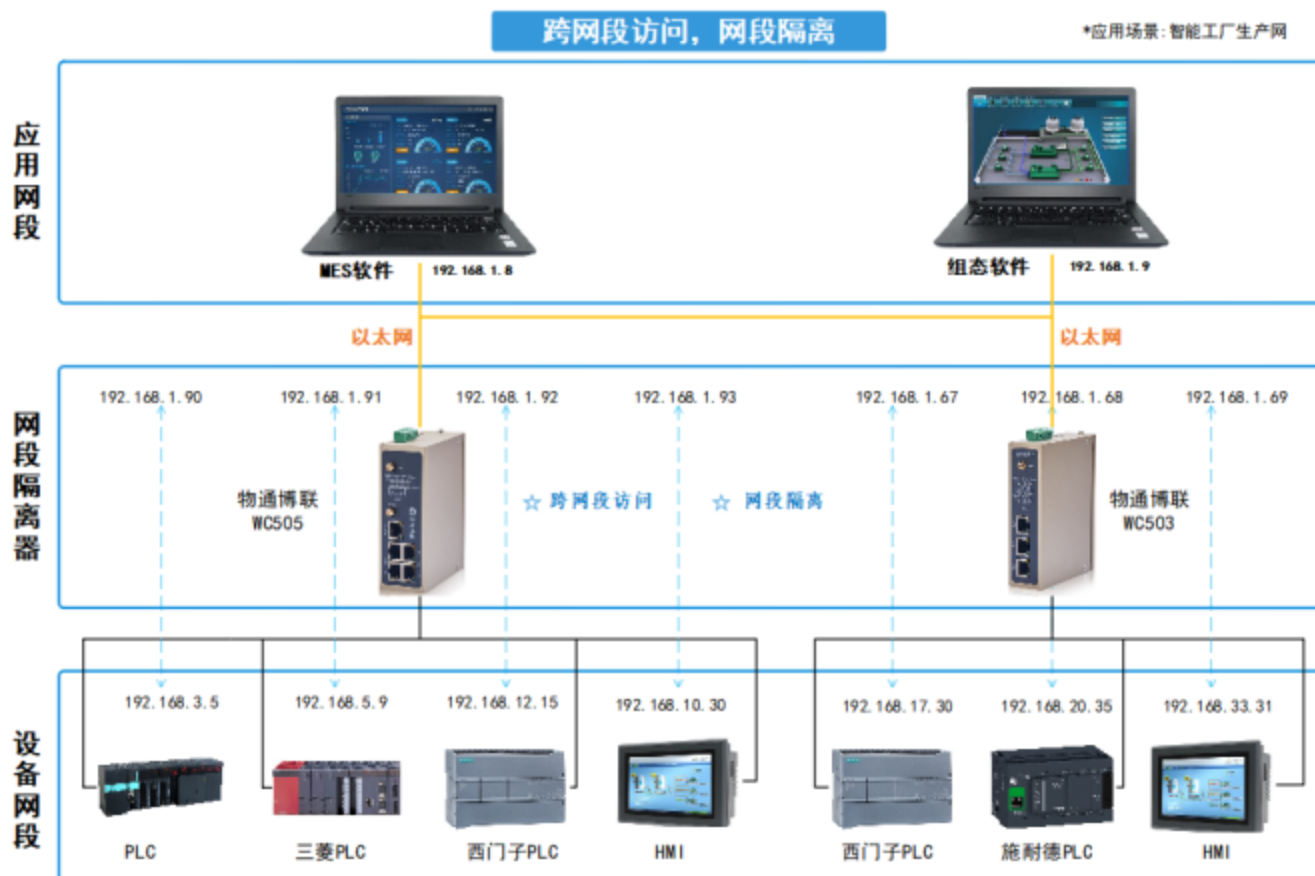 跨网段访问，网段隔离
*应用场景：智能工厂生产网
应用网段
MES软件 192.168.1.8
组态软件 192.168.1.9
以太网
以太网
网段隔离器
192.168.1.90
192.168.1.91
192.168.1.92
192.168.1.93
192.168.1.67
192.168.1.68
192.168.1.69
物通博联
WC505
☆ 跨网段访问
☆ 网段隔离
物通博联
WC503
设备网段
192.168.3.5
192.168.5.9
192.168.12.15
192.168.10.30
192.168.17.30
192.168.20.35
192.168.33.31
PLC
三菱PLC
西门子PLC
HMI
西门子PLC
施耐德PLC
HMI